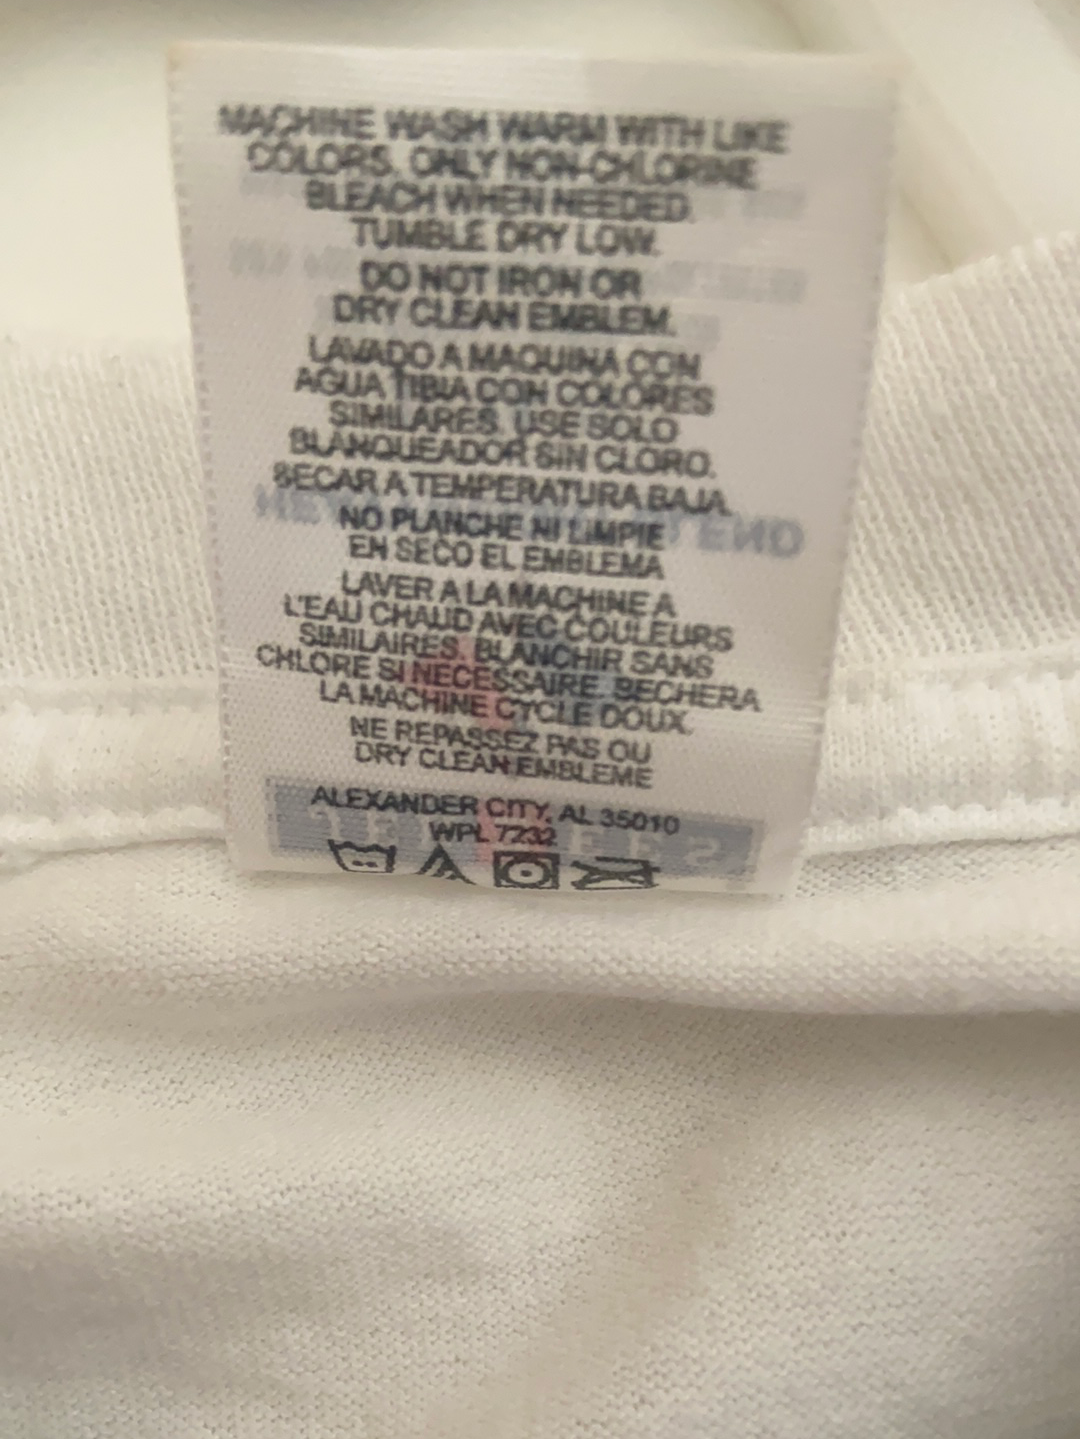 MACHINE WASH WARM WITH LIKE
COLORS. ONLY NON-CHLORINE
BLEACH WHEN NEEDED.
TUMBLE DRY LOW.
DO NOT IRON OR
DRY CLEAN EMBLEM.
LAVADO A MAQUINA CON
AGUA TIBIA CON COLORES
SIMILARES. USE SOLO
BLANQUEADOR SIN CLORO.
SECAR A TEMPERATURA BAJA.
NO PLANCHE NI LIMPIE
EN SECO EL EMBLEMA
LAVER A LA MACHINE A
L'EAU CHAUD AVEC COULEURS
SIMILAIRES. BLANCHIR SANS
CHLORE SI NECESSAIRE. SECHERA
LA MACHINE CYCLE DOUX.
NE REPASSEZ PAS OU
DRY CLEAN EMBLEME
ALEXANDER CITY, AL 35010
WPL 7232